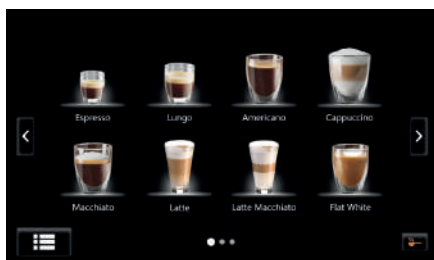 Espresso
Lungo
Americano
Cappuccino
Macchiato
Latte
Latte Macchiato
Flat White